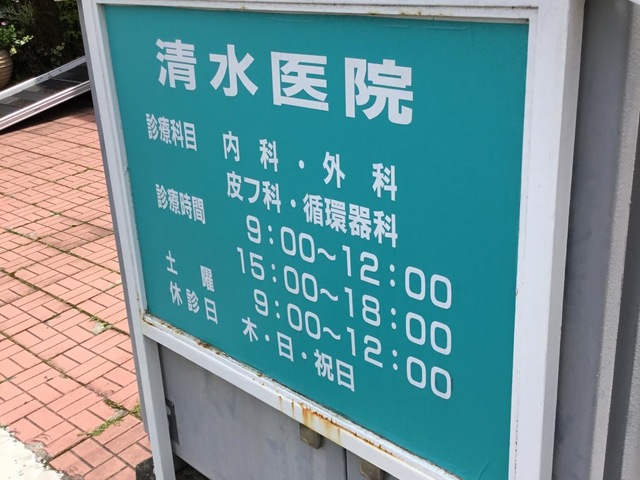 清水医院
診療科目 内科・外科
皮フ科・循環器科
診療時間 9:00~12:00
15:00~18:00
土曜 9:00~12:00
休診日 木・日・祝日